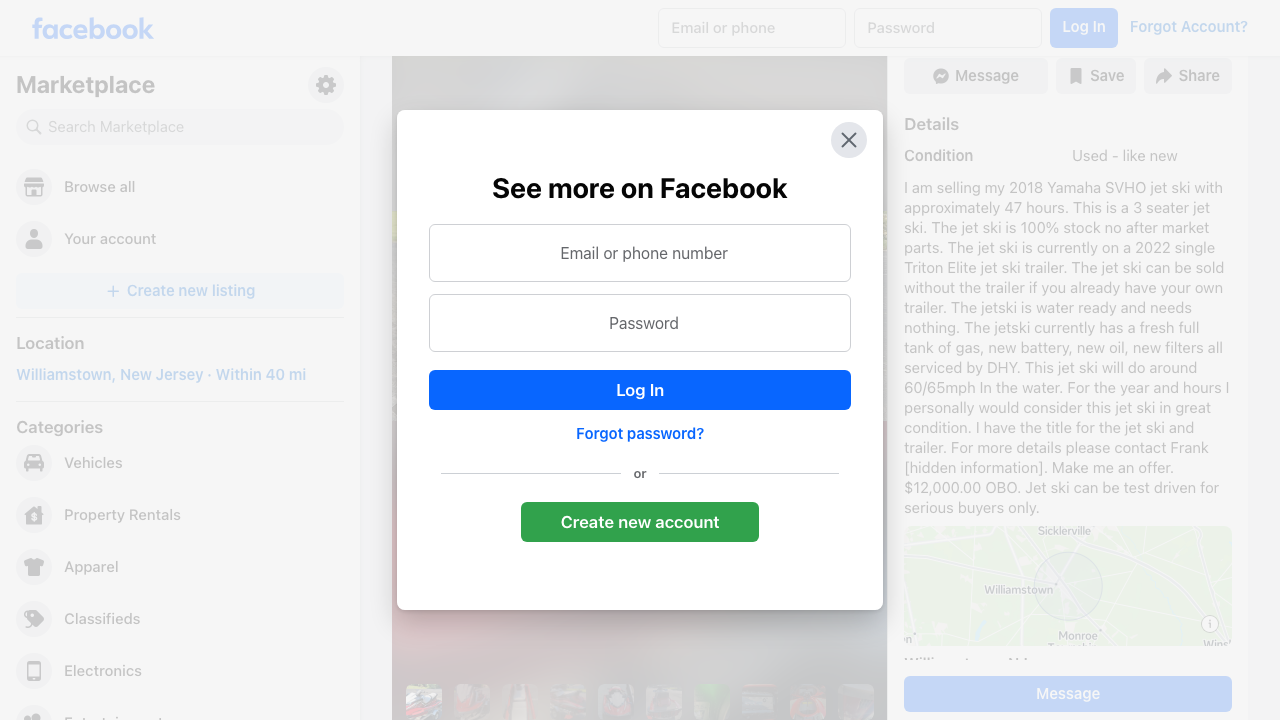 facebook
Email or phone
Password
Log In
Forgot Account?
Marketplace
Search Marketplace
Browse all
Your account
Create new listing
Location
Williamstown, New Jersey · Within 40 mi
Categories
Vehicles
Property Rentals
Apparel
Classifieds
Electronics
See more on Facebook
Email or phone number
Password
Log In
Forgot password?
or
Create new account
Message
Save
Share
Details
Condition
Used - like new
I am selling my 2018 Yamaha SVHO jet ski with
approximately 47 hours. This is a 3 seater jet
ski. The jet ski is 100% stock no after market
parts. The jet ski is currently on a 2022 single
Triton Elite jet ski trailer. The jet ski can be sold
without the trailer if you already have your own
trailer. The jetski is water ready and needs
nothing. The jetski currently has a fresh full
tank of gas, new battery, new oil, new filters all
serviced by DHY. This jet ski will do around
60/65mph In the water. For the year and hours I
personally would consider this jet ski in great
condition. I have the title for the jet ski and
trailer. For more details please contact Frank
[hidden information]. Make me an offer.
$12,000.00 OBO. Jet ski can be test driven for
serious buyers only.
Sicklerville
Williamstown
Monroe
Message